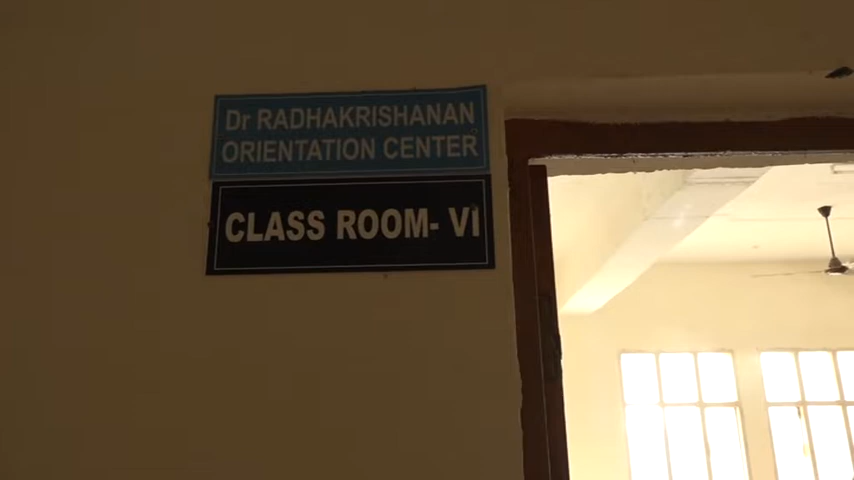 Dr RADHAKRISHANAN
ORIENTATION CENTER
CLASS ROOM- VI